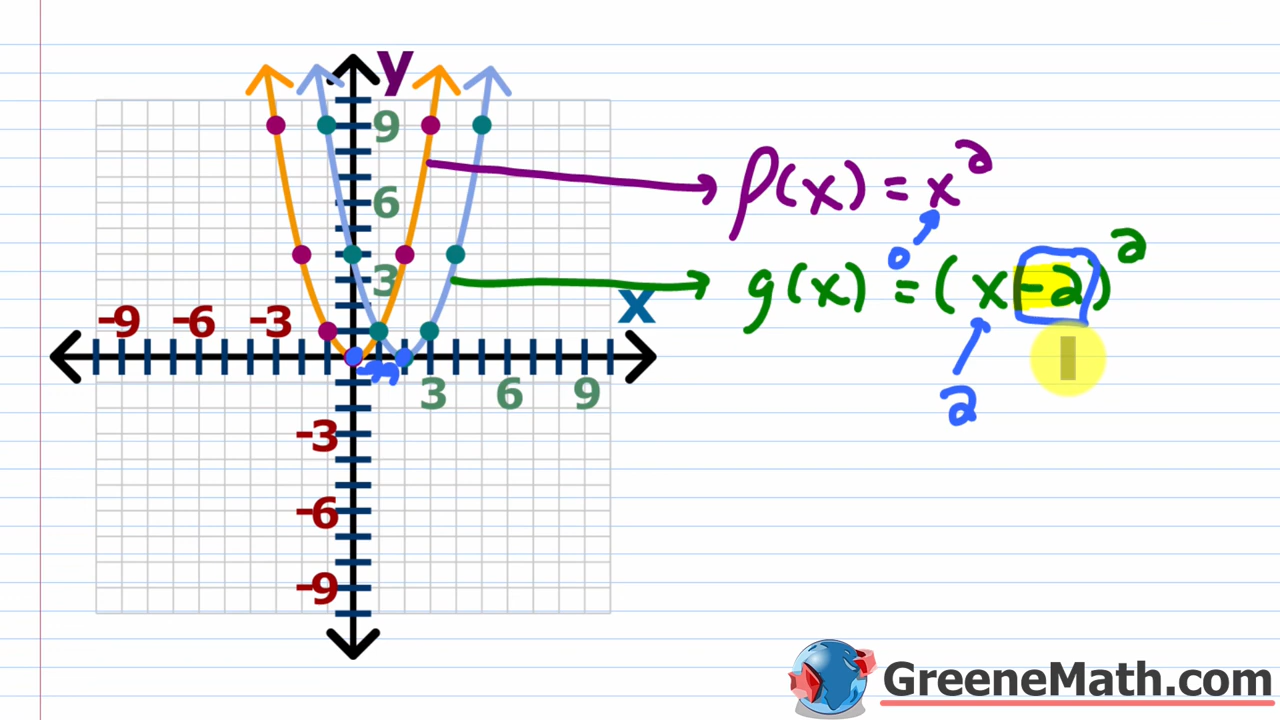 y
9
6
3
x
-9 -6 -3
3 6 9
-3
-6
-9
f(x) = x²
0
g(x) = (x-2)²
2
GreeneMath.com